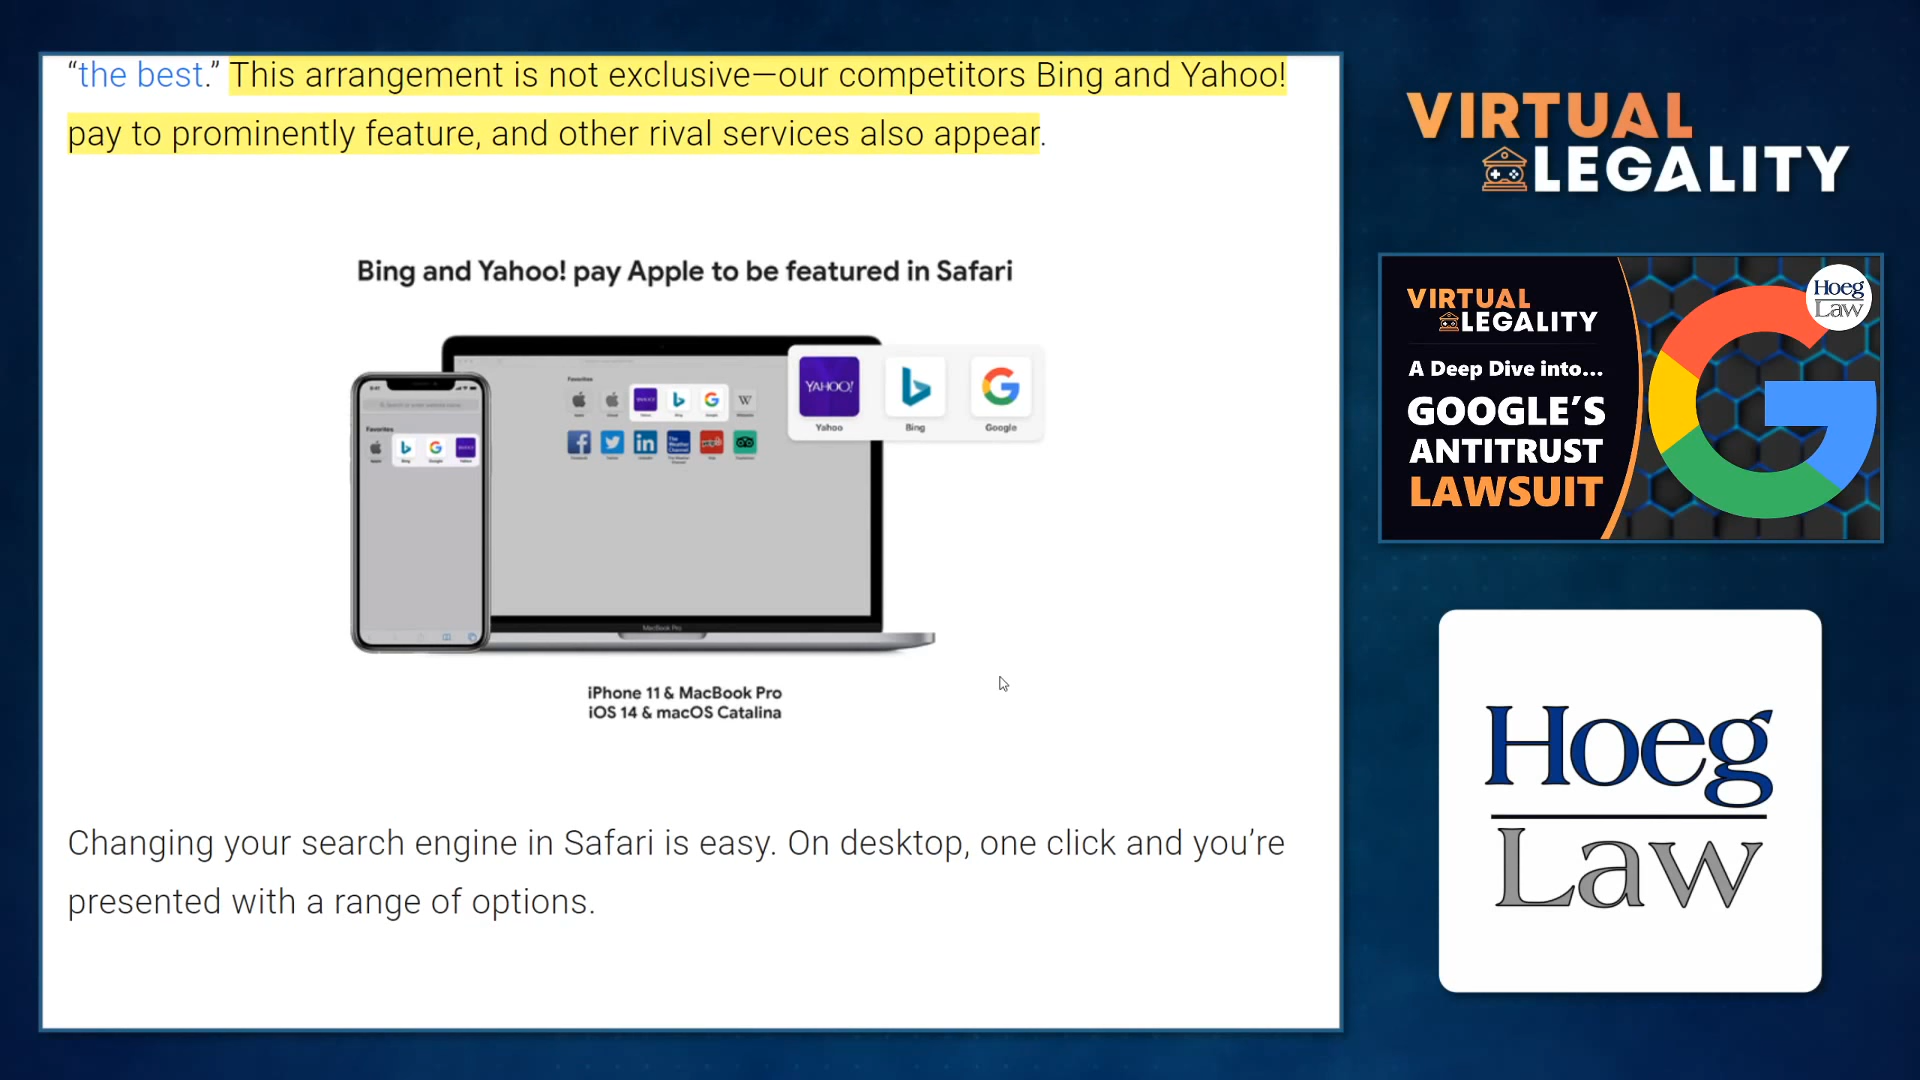 “the best.” This arrangement is not exclusive—our competitors Bing and Yahoo!
pay to prominently feature, and other rival services also appear.
Bing and Yahoo! pay Apple to be featured in Safari
Favorites
YAHOO!
Yahoo
Bing
Google
W
Favorites
MacBook Pro
iPhone 11 & MacBook Pro
iOS 14 & macOS Catalina
Changing your search engine in Safari is easy. On desktop, one click and you’re
presented with a range of options.
VIRTUAL
LEGALITY
VIRTUAL
LEGALITY
Hoeg
Law
A Deep Dive into...
GOOGLE’S
ANTITRUST
LAWSUIT
Hoeg
Law